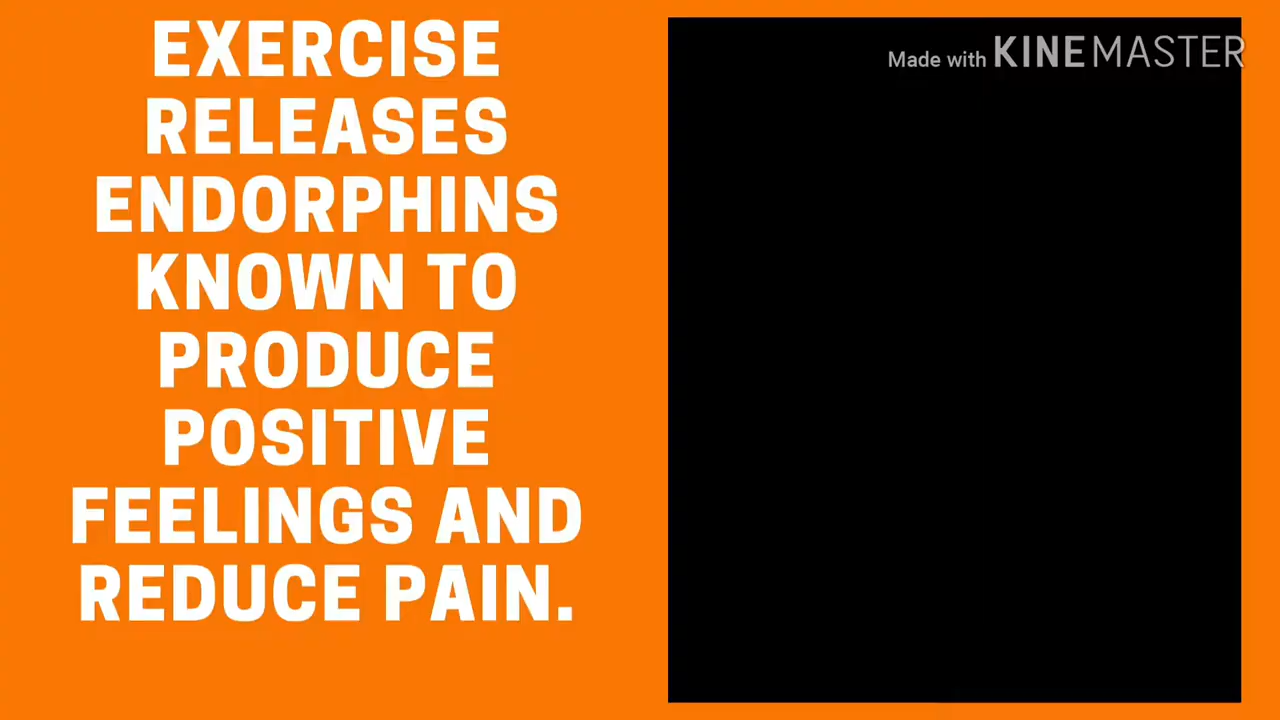 EXERCISE
RELEASES
ENDORPHINS
KNOWN TO
PRODUCE
POSITIVE
FEELINGS AND
REDUCE PAIN.
Made with KINEMASTER